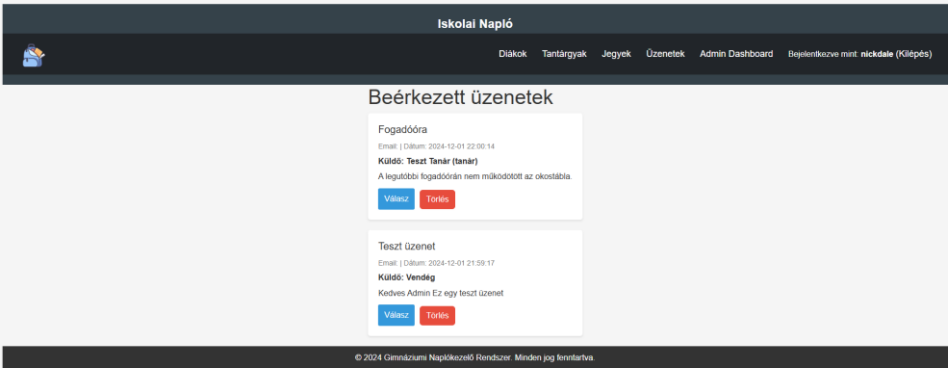 Iskolai Napló
Diákok Tantárgyak Jegyek Üzenetek Admin Dashboard Bejelentkezve mint: nickdale (Kilépés)
Beérkezett üzenetek
Fogadóóra
Email: | Dátum: 2024-12-01 22:00:14
Küldő: Teszt Tanár (tanár)
A legutóbbi fogadóórán nem működótött az okostábla.
Válasz Törlés
Teszt üzenet
Email: | Dátum: 2024-12-01 21:59:17
Küldő: Vendég
Kedves Admin Ez egy teszt üzenet
Válasz Törlés
© 2024 Gimnáziumi Naplókezelő Rendszer. Minden jog fenntartva.